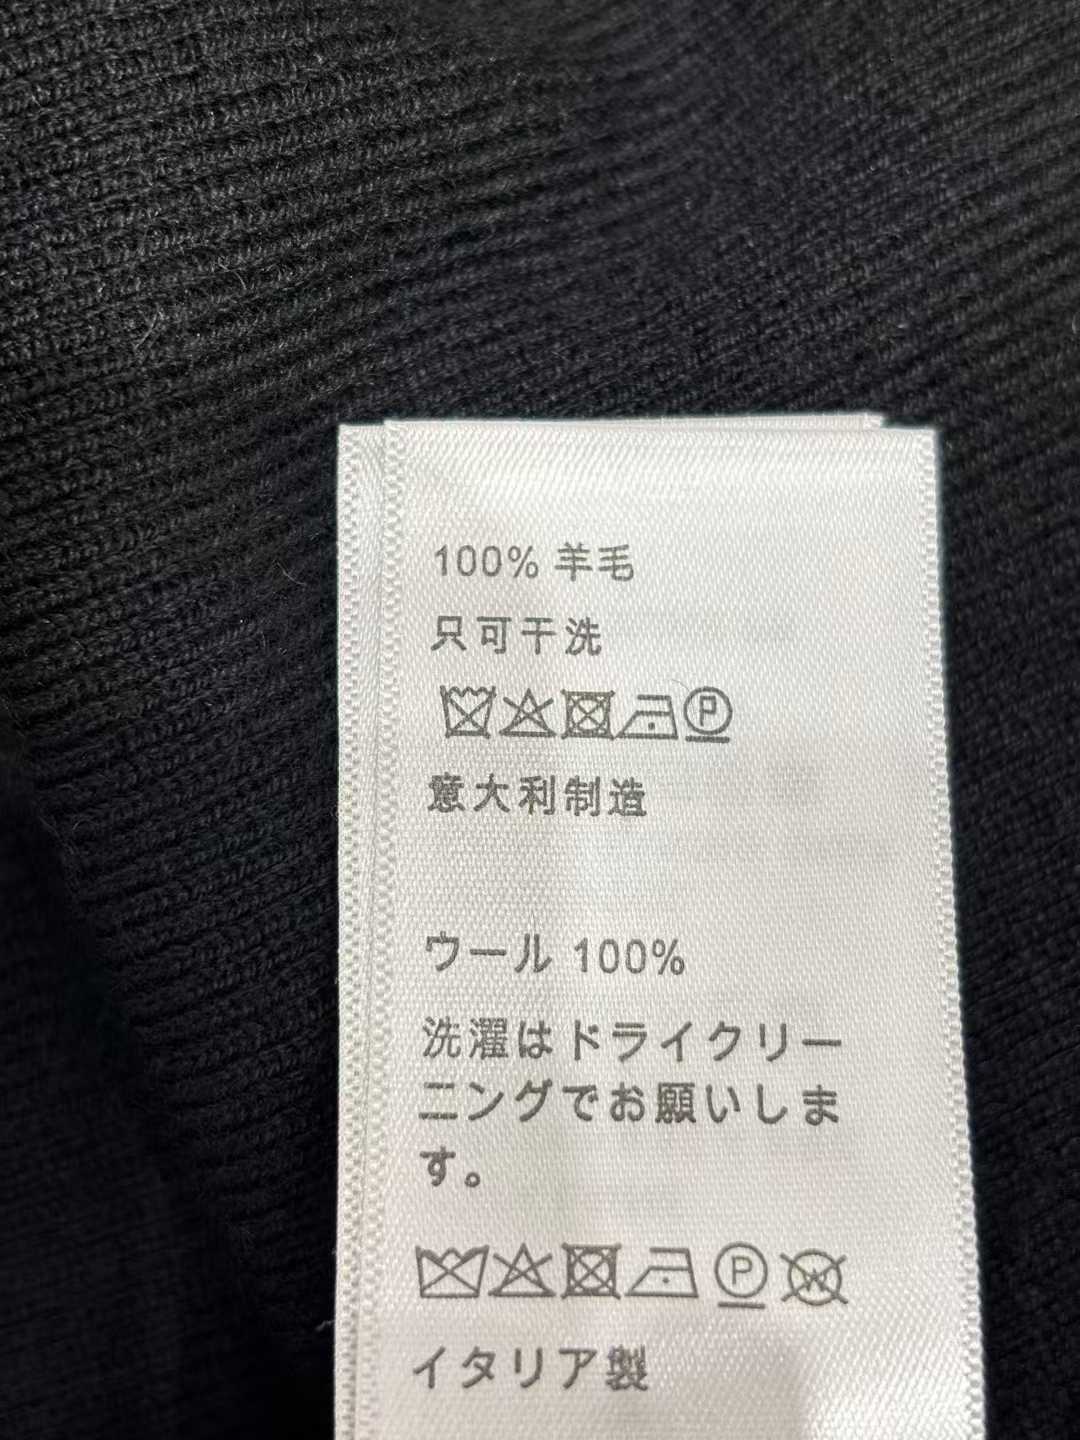 100% 羊毛
只可干洗
P
意大利制造
ウール 100%
洗濯はドライクリー
ニングでお願いしま
す。
P W
イタリア製